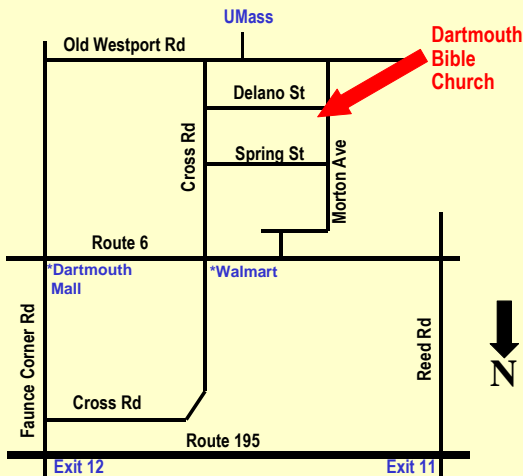 UMass
Dartmouth
Bible
Church
Old Westport Rd
Delano St
Cross Rd
Spring St
Morton Ave
Route 6
*Dartmouth
Mall
*Walmart
Faunce Corner Rd
Reed Rd
N
Cross Rd
Route 195
Exit 12
Exit 11